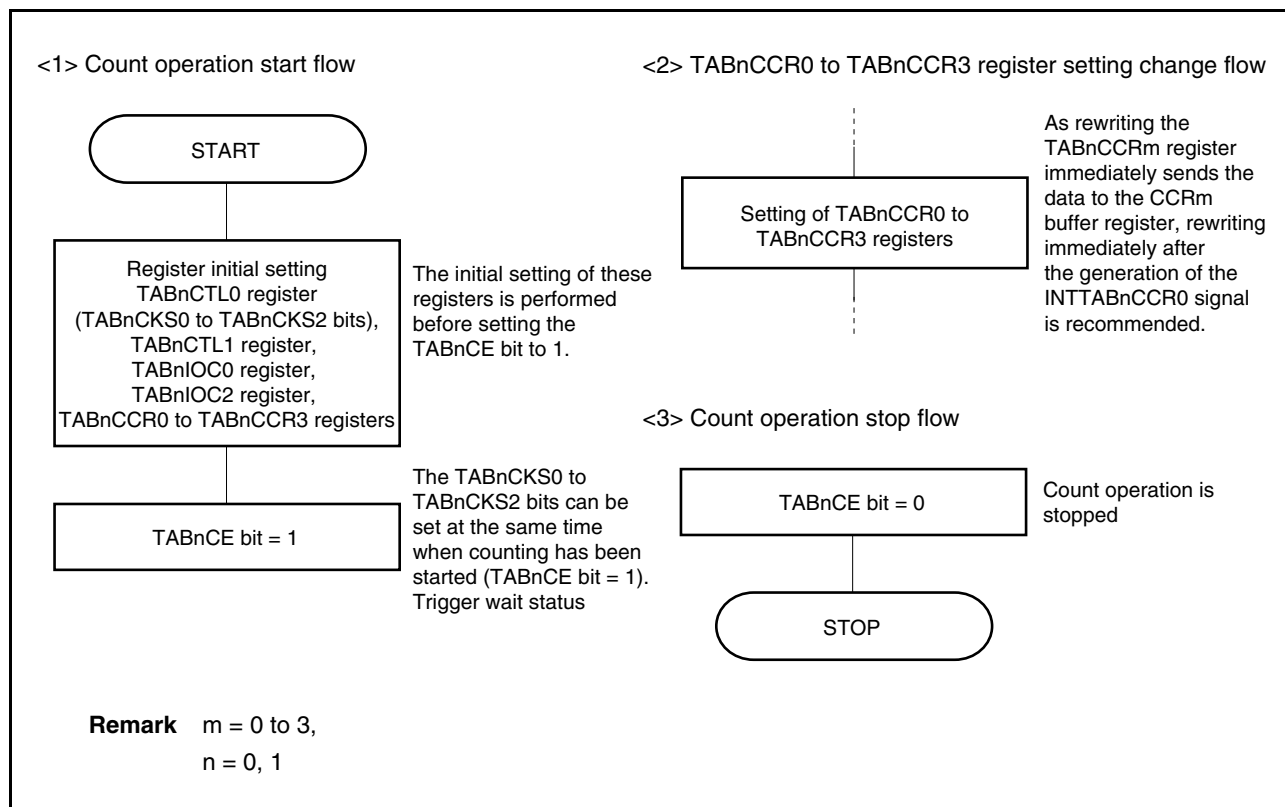 <1> Count operation start flow
START
Register initial setting
TABnCTL0 register
(TABnCKS0 to TABnCKS2 bits),
TABnCTL1 register,
TABnIOC0 register,
TABnIOC2 register,
TABnCCR0 to TABnCCR3 registers
The initial setting of these
registers is performed
before setting the
TABnCE bit to 1.
TABnCE bit = 1
The TABnCKS0 to
TABnCKS2 bits can be
set at the same time
when counting has been
started (TABnCE bit = 1).
Trigger wait status
<2> TABnCCR0 to TABnCCR3 register setting change flow
Setting of TABnCCR0 to
TABnCCR3 registers
As rewriting the
TABnCCRm register
immediately sends the
data to the CCRm
buffer register, rewriting
immediately after
the generation of the
INTTABnCCR0 signal
is recommended.
<3> Count operation stop flow
TABnCE bit = 0
Count operation is
stopped
STOP
Remark m = 0 to 3,
n = 0, 1